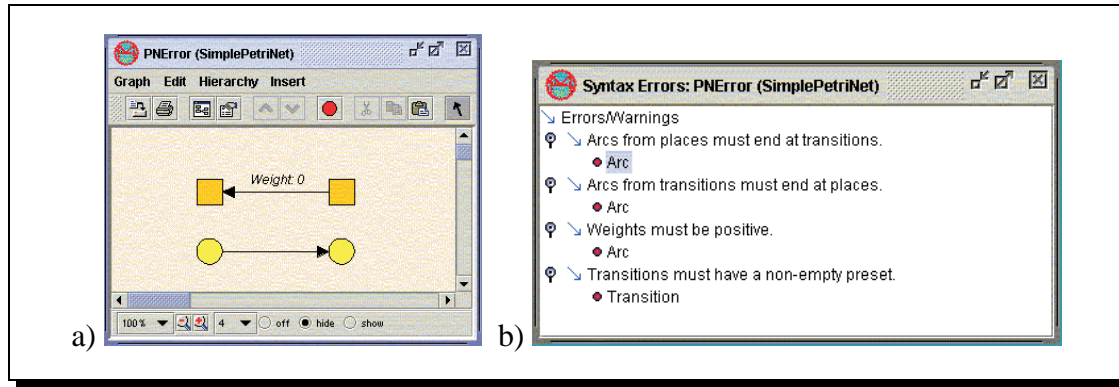 PNError (SimplePetriNet)
Graph Edit Hierarchy Insert
Weight: 0
100% 4 off hide show
a)
Syntax Errors: PNError (SimplePetriNet)
Errors/Warnings
Arcs from places must end at transitions.
Arc
Arcs from transitions must end at places.
Arc
Weights must be positive.
Arc
Transitions must have a non-empty preset.
Transition
b)